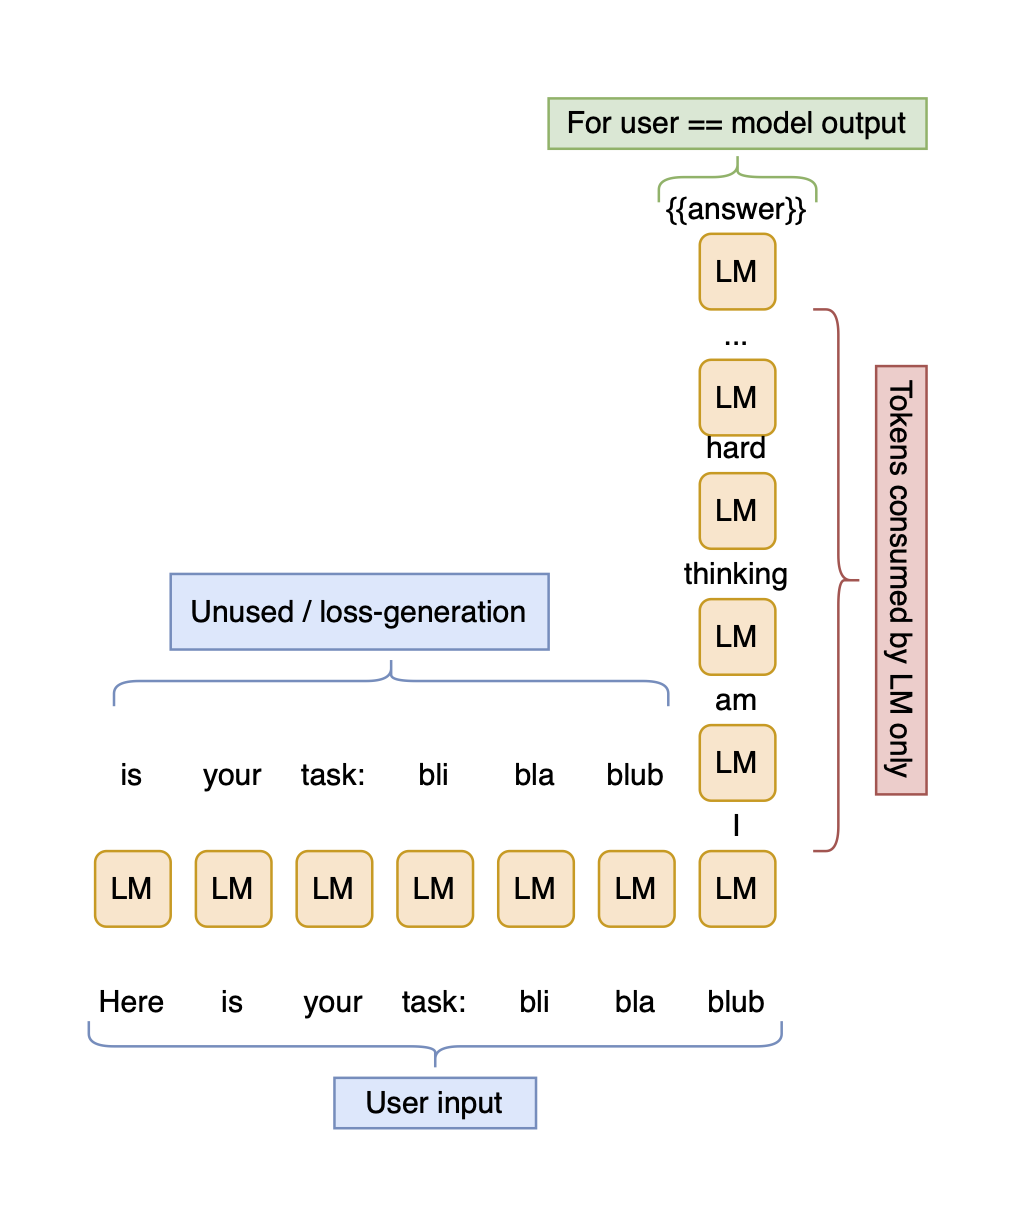 For user == model output
{{answer}}
LM
...
LM
hard
LM
thinking
LM
am
LM
I
Tokens consumed by LM only
Unused / loss-generation
is your task: bli bla blub
LM LM LM LM LM LM LM
Here is your task: bli bla blub
User input